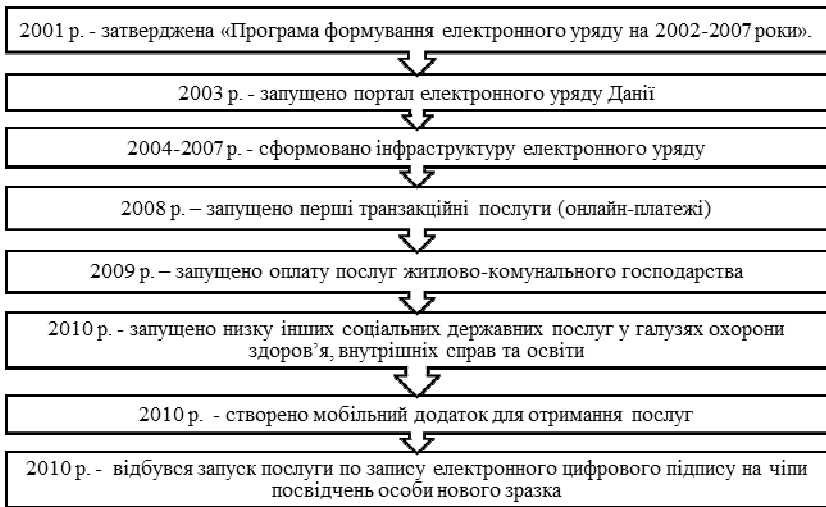 2001 р. - затверджена «Програма формування електронного уряду на 2002-2007 роки».
2003 р. - запущено портал електронного уряду Данії
2004-2007 р. - сформовано інфраструктуру електронного уряду
2008 р. – запущено перші транзакційні послуги (онлайн-платежі)
2009 р. – запущено оплату послуг житлово-комунального господарства
2010 р. - запущено низку інших соціальних державних послуг у галузях охорони
здоров’я, внутрішніх справ та освіти
2010 р. - створено мобільний додаток для отримання послуг
2010 р. - відбувся запуск послуги по запису електронного цифрового підпису на чіпи
посвідчень особи нового зразка